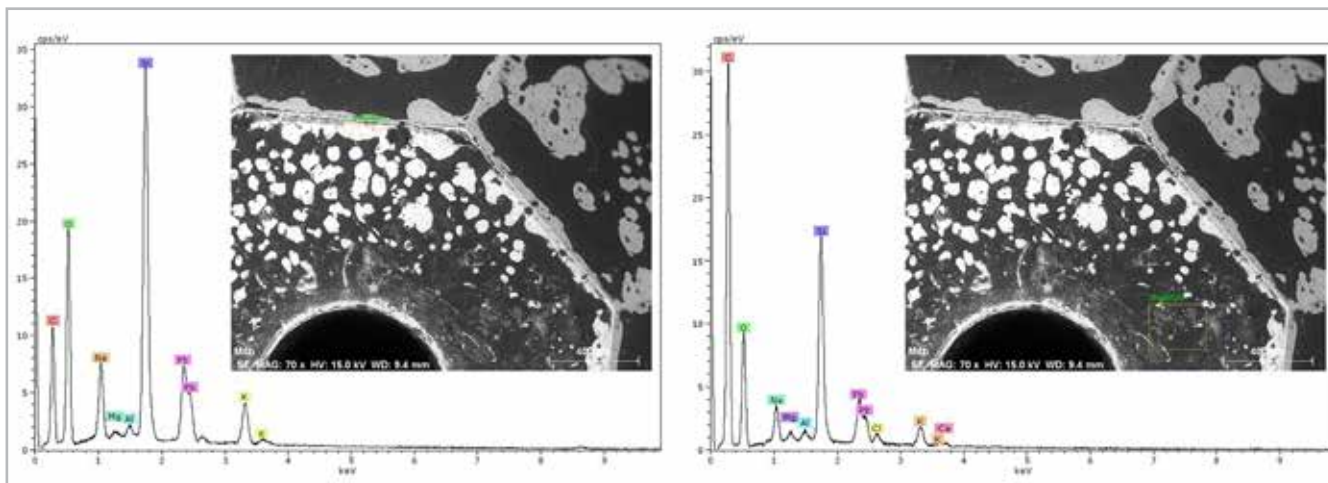 cps/eV
35
30
25
20
15
10
5
0
0 1 2 3 4 5 6 7 8 9
keV
Si
O
C
Na
Mg Al
Pb
Pb
K
K
SE MAG: 70 x HV: 15.0 kV WD: 9.4 mm
cps/eV
30
25
20
15
10
5
0
0 1 2 3 4 5 6 7 8 9
keV
C
Si
O
Na
Mg Al
Pb
Pb
Cl
K
K Ca
SE MAG: 70 x HV: 15.0 kV WD: 9.4 mm